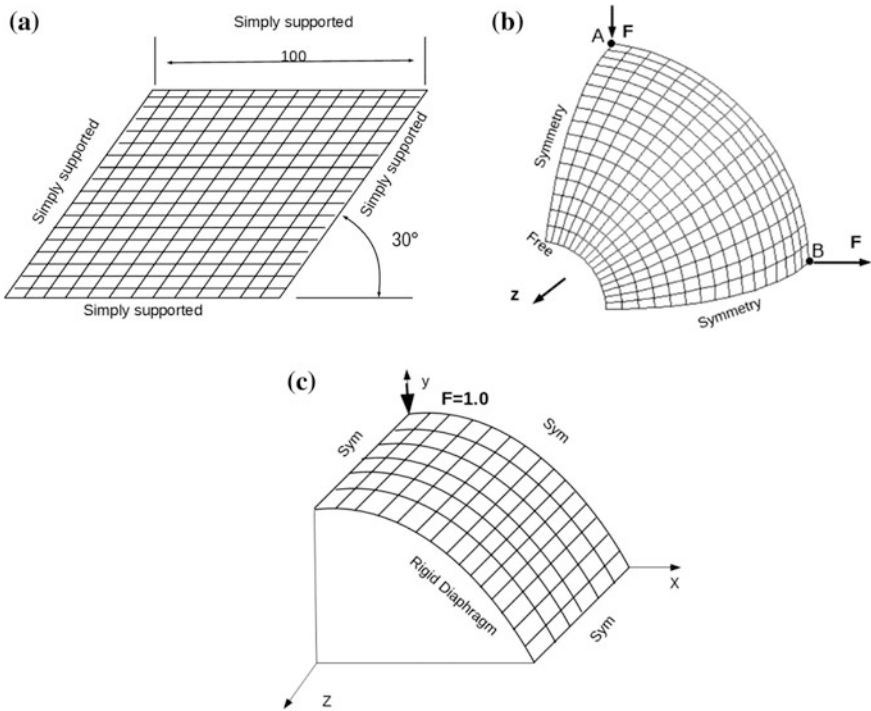 (a)
Simply supported
100
Simply supported
Simply supported
30°
Simply supported
(b)
A
F
Symmetry
Free
z
B
F
Symmetry
(c)
y
F=1.0
Sym
Sym
Rigid Diaphragm
X
Sym
Z